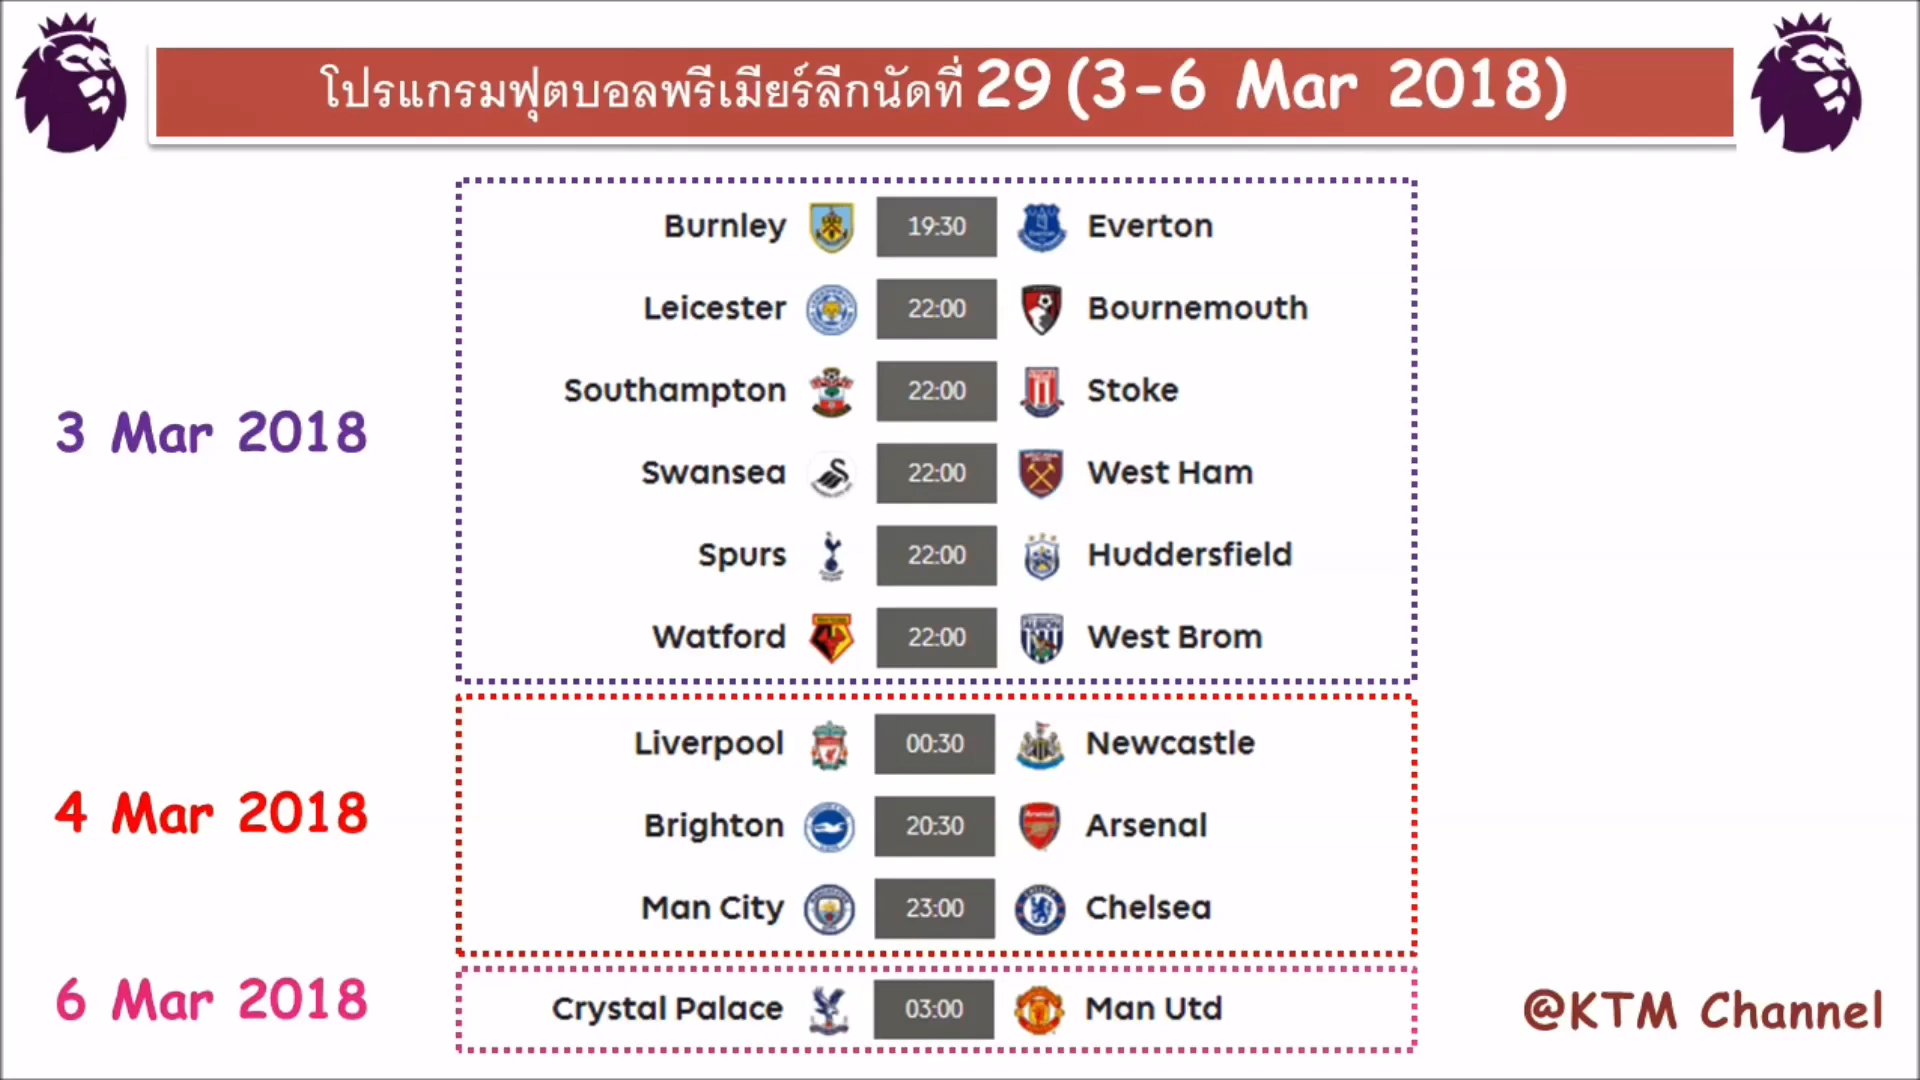 โปรแกรมฟุตบอลพรีเมียร์ลีกนัดที่ 29 (3-6 Mar 2018)
3 Mar 2018
Burnley 19:30 Everton
Leicester 22:00 Bournemouth
Southampton 22:00 Stoke
Swansea 22:00 West Ham
Spurs 22:00 Huddersfield
Watford 22:00 West Brom
4 Mar 2018
Liverpool 00:30 Newcastle
Brighton 20:30 Arsenal
Man City 23:00 Chelsea
6 Mar 2018
Crystal Palace 03:00 Man Utd
@KTM Channel